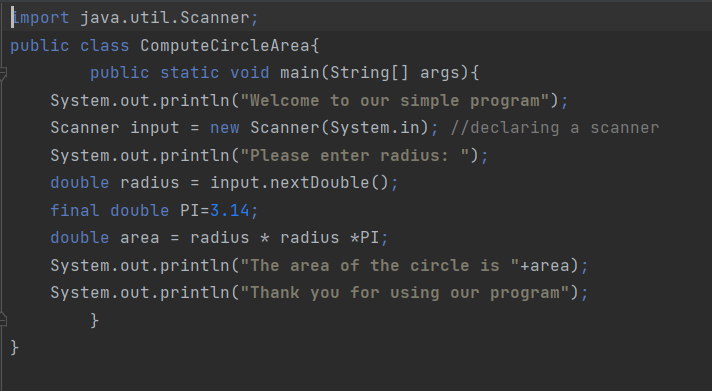 import java.util.Scanner;
public class ComputeCircleArea{
        public static void main(String[] args){
    System.out.println("Welcome to our simple program");
    Scanner input = new Scanner(System.in); //declaring a scanner
    System.out.println("Please enter radius: ");
    double radius = input.nextDouble();
    final double PI=3.14;
    double area = radius * radius *PI;
    System.out.println("The area of the circle is "+area);
    System.out.println("Thank you for using our program");
        }
}